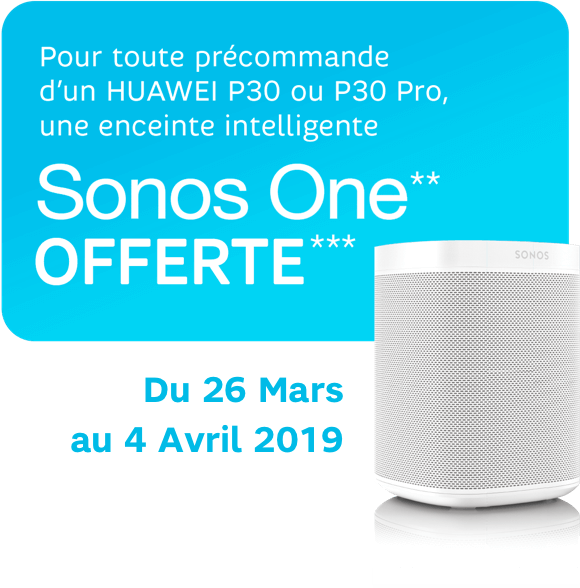 Pour toute précommande
d’un HUAWEI P30 ou P30 Pro,
une enceinte intelligente
Sonos One**
OFFERTE***
SONOS
Du 26 Mars
au 4 Avril 2019